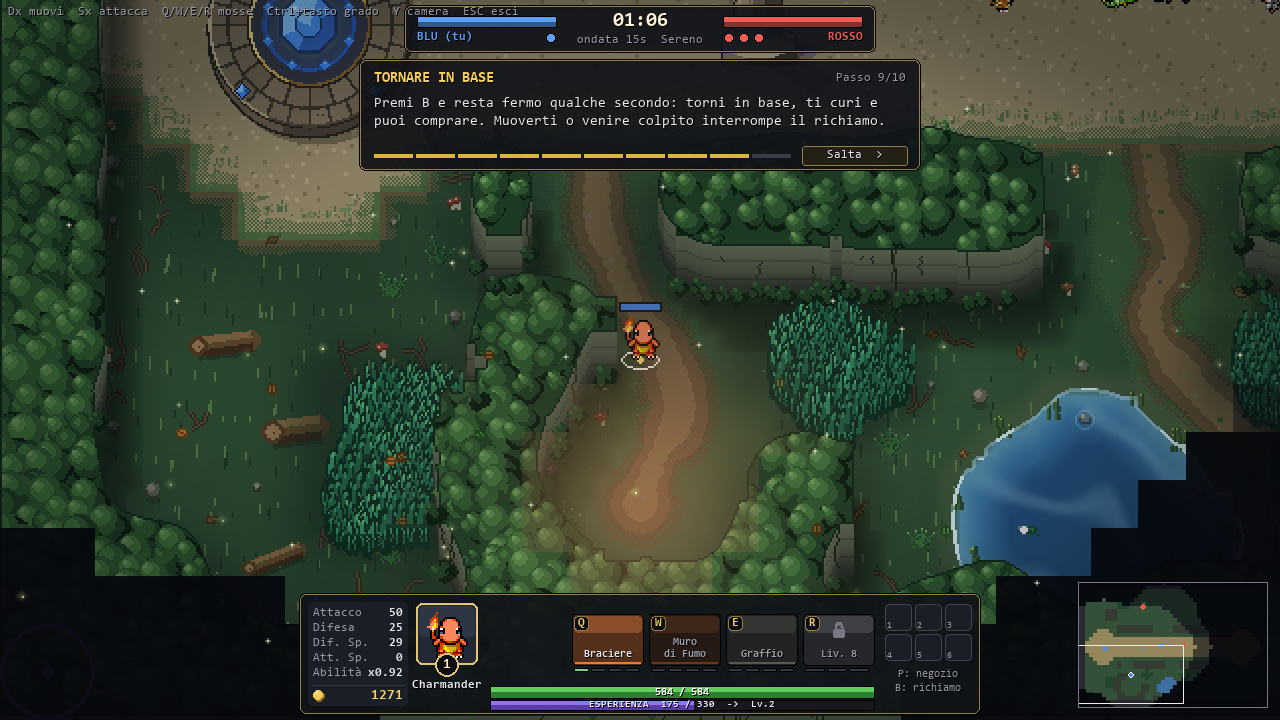 Dx muovi  Sx attacca  Q/W/E/R mosse  Ctrl+tasto grado  Y camera  ESC esci
01:06
BLU (tu)
ondata 15s  Sereno
ROSSO
TORNARE IN BASE
Passo 9/10
Premi B e resta fermo qualche secondo: torni in base, ti curi e
puoi comprare. Muoverti o venire colpito interrompe il richiamo.
Salta >
Attacco 50
Difesa 25
Dif. Sp. 29
Att. Sp. 0
Abilità x0.92
1271
1
Charmander
Q
Braciere
W
Muro
di Fumo
E
Graffio
R
Liv. 8
584 / 584
ESPERIENZA  175 / 330  ->  Lv.2
1 2 3
4 5 6
P: negozio
B: richiamo